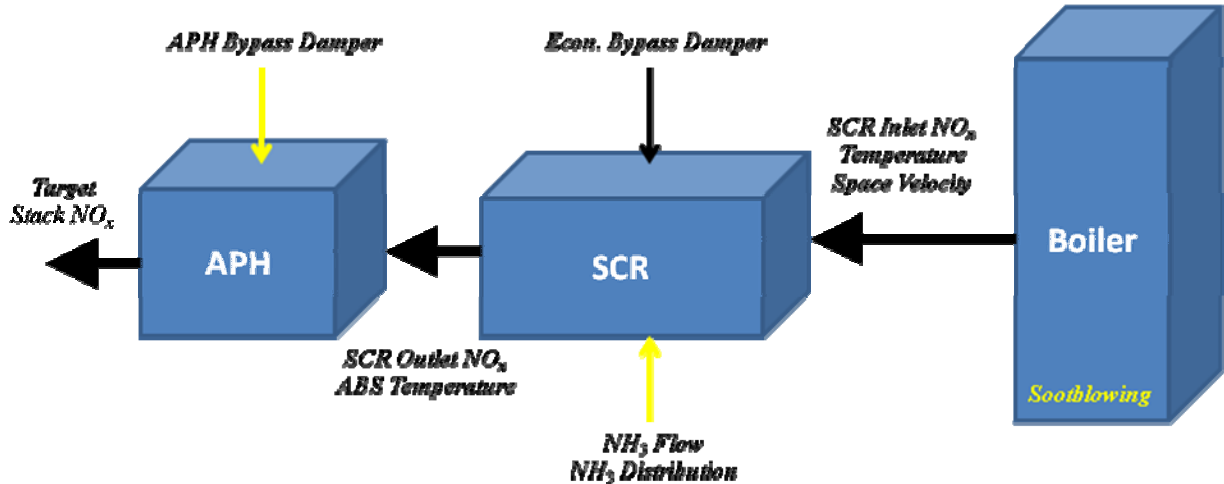 APH Bypass Damper
Econ. Bypass Damper
SCR Inlet NOx
Temperature
Space Velocity
Target
Stack NOx
APH
SCR
Boiler
SCR Outlet NOx
ABS Temperature
Sootblowing
NH3 Flow
NH3 Distribution